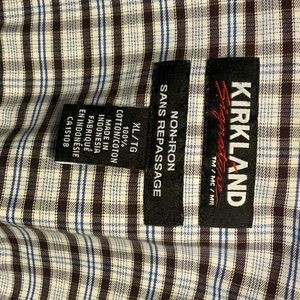 KIRKLAND
Signature
TM / MC / MR
NON-IRON
SANS REPASSAGE
XL / TG
100%
COTTON/COTON
MADE IN
INDONESIA
FABRIQUÉ
EN INDONÉSIE
CA15108